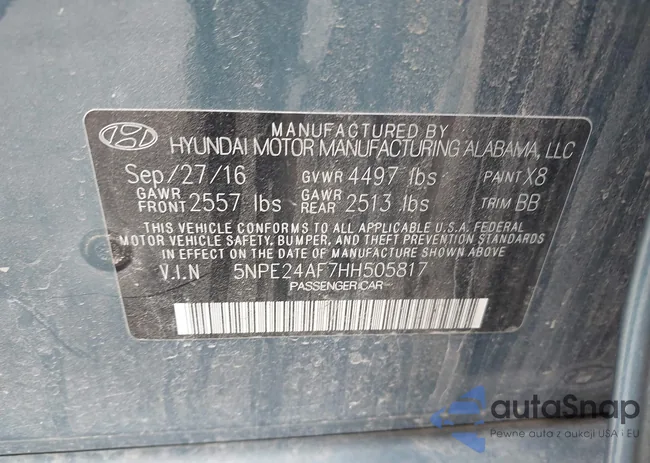 MANUFACTURED BY
HYUNDAI MOTOR MANUFACTURING ALABAMA, LLC
Sep/27/16 GVWR 4497 lbs PAINT X8
GAWR FRONT 2557 lbs GAWR REAR 2513 lbs TRIM BB
THIS VEHICLE CONFORMS TO ALL APPLICABLE U.S.A. FEDERAL
MOTOR VEHICLE SAFETY, BUMPER, AND THEFT PREVENTION STANDARDS
IN EFFECT ON THE DATE OF MANUFACTURE SHOWN ABOVE
V.I.N 5NPE24AF7HH505817
PASSENGER CAR
autoSnap
Pewne auta z aukcji USA i EU